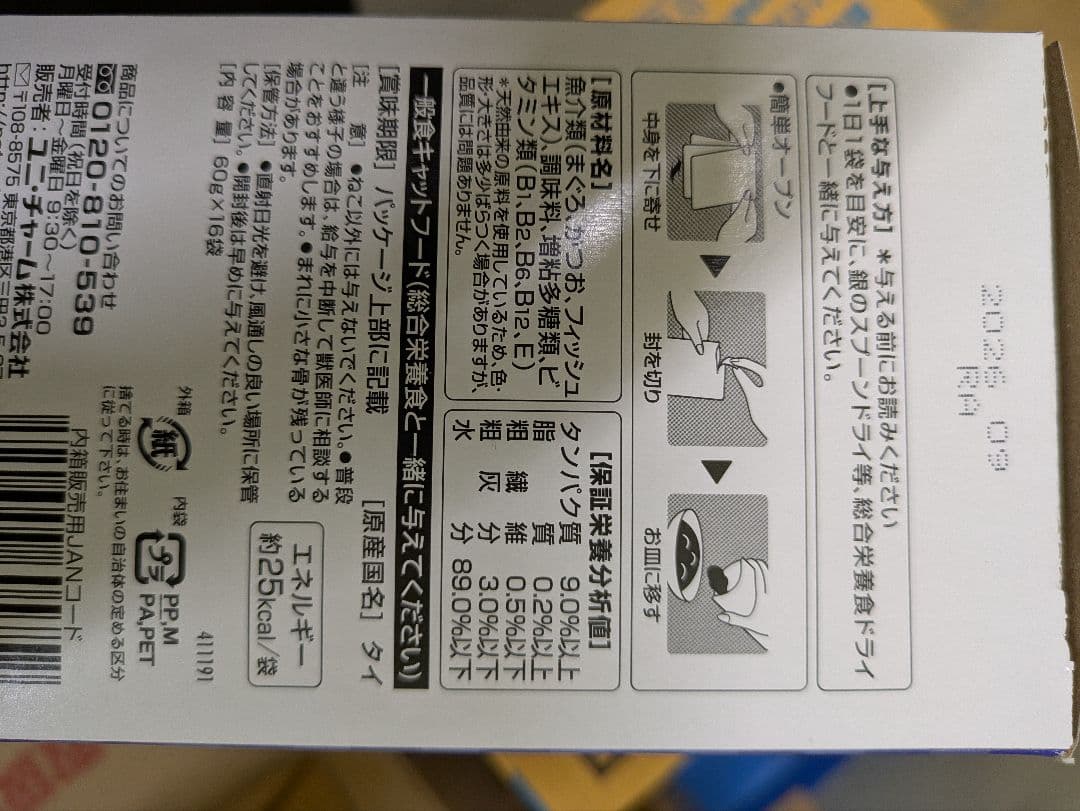 2026 09
RA
[上手な与え方] *与える前にお読みください
●1日1袋を目安に、銀のスプーンドライ等、総合栄養食ドライ
フードと一緒に与えてください。
●簡単オープン
中身を下に寄せ
封を切り
お皿に移す
[原材料名]
魚介類(まぐろ、かつお、フィッシュ
エキス)、調味料、増粘多糖類、ビ
タミン類(B1、B2、B6、B12、E)
*天然由来の原料を使用しているため、色・
形・大きさは多少ばらつく場合がありますが、
品質には問題ありません。
[保証栄養分析値]
タンパク質 9.0%以上
脂質 0.2%以上
粗繊維 0.5%以下
粗灰分 3.0%以下
水分 89.0%以下
一般食キャットフード(総合栄養食と一緒に与えてください)
[賞味期限] パッケージ上部に記載 [原産国名] タイ
[注 意] ●ねこ以外には与えないでください。●普段
と違う様子の場合は、給与を中断して獣医師に相談する
ことをおすすめします。●まれに小さな骨が残っている
場合があります。
[保管方法] ●直射日光を避け、風通しの良い場所に保管
してください。●開封後は早めに与えてください。
[内 容 量] 60g×16袋
エネルギー
約25kcal/袋
商品についてのお問い合わせ
0120-810-539
受付時間(祝日を除く)
月曜日~金曜日 9:30~17:00
販売者:ユニ・チャーム株式会社
〒108-8575 東京都港区三田3-5-
外箱
紙
内袋
プラ
PP,M
PA,PET
411191
捨てる時は、お住まいの自治体の定める区分
に従って下さい。
内箱販売用JANコード